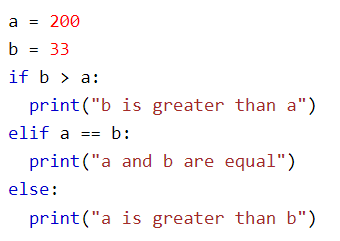 a = 200
b = 33
if b > a:
  print("b is greater than a")
elif a == b:
  print("a and b are equal")
else:
  print("a is greater than b")